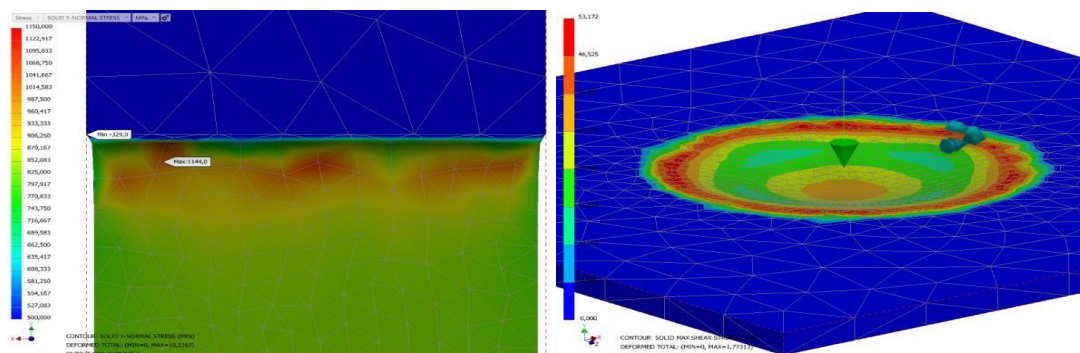 Stress SOLID Y-NORMAL STRESS MPa
1150,000
1122,917
1095,833
1068,750
1041,667
1014,583
987,500
960,417
933,333
906,250
879,167
852,083
825,000
797,917
770,833
743,750
716,667
689,583
662,500
635,417
608,333
581,250
554,167
527,083
500,000
Min:-329,0
Max:1144,0
X
CONTOUR: SOLID Y-NORMAL STRESS (MPa)
DEFORMED TOTAL: (MIN=0, MAX=10,3287)
53,172
46,525
0,000
Y
X
Z
CONTOUR: SOLID MAX SHEAR STR
DEFORMED TOTAL: (MIN=0, MAX=1,77313)